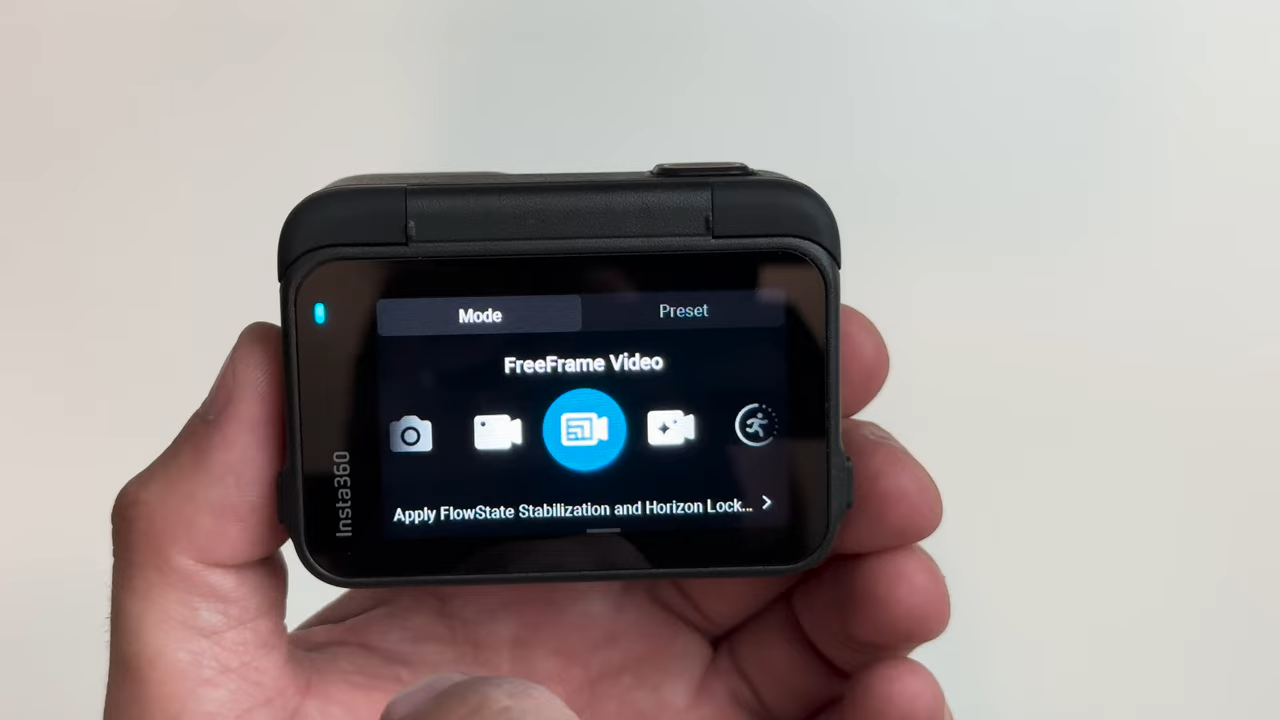 Mode
Preset
FreeFrame Video
Apply FlowState Stabilization and Horizon Lock...
Insta360